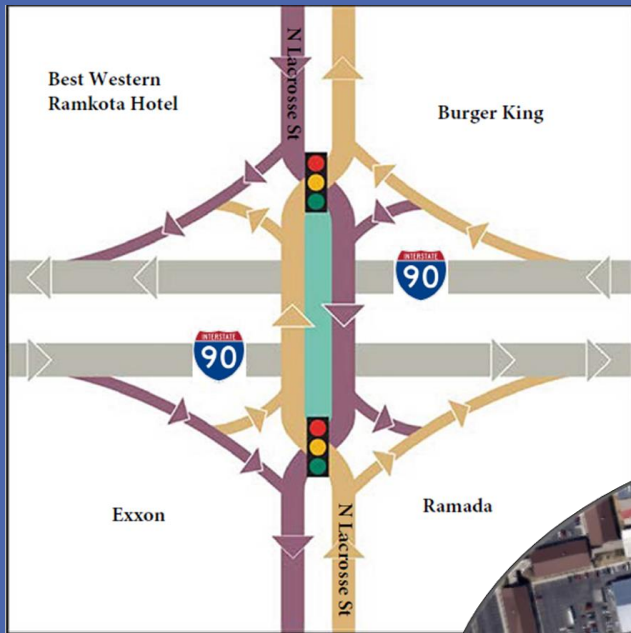 N Lacrosse St
Best Western
Ramkota Hotel
Burger King
INTERSTATE
90
INTERSTATE
90
Exxon
Ramada
N Lacrosse St